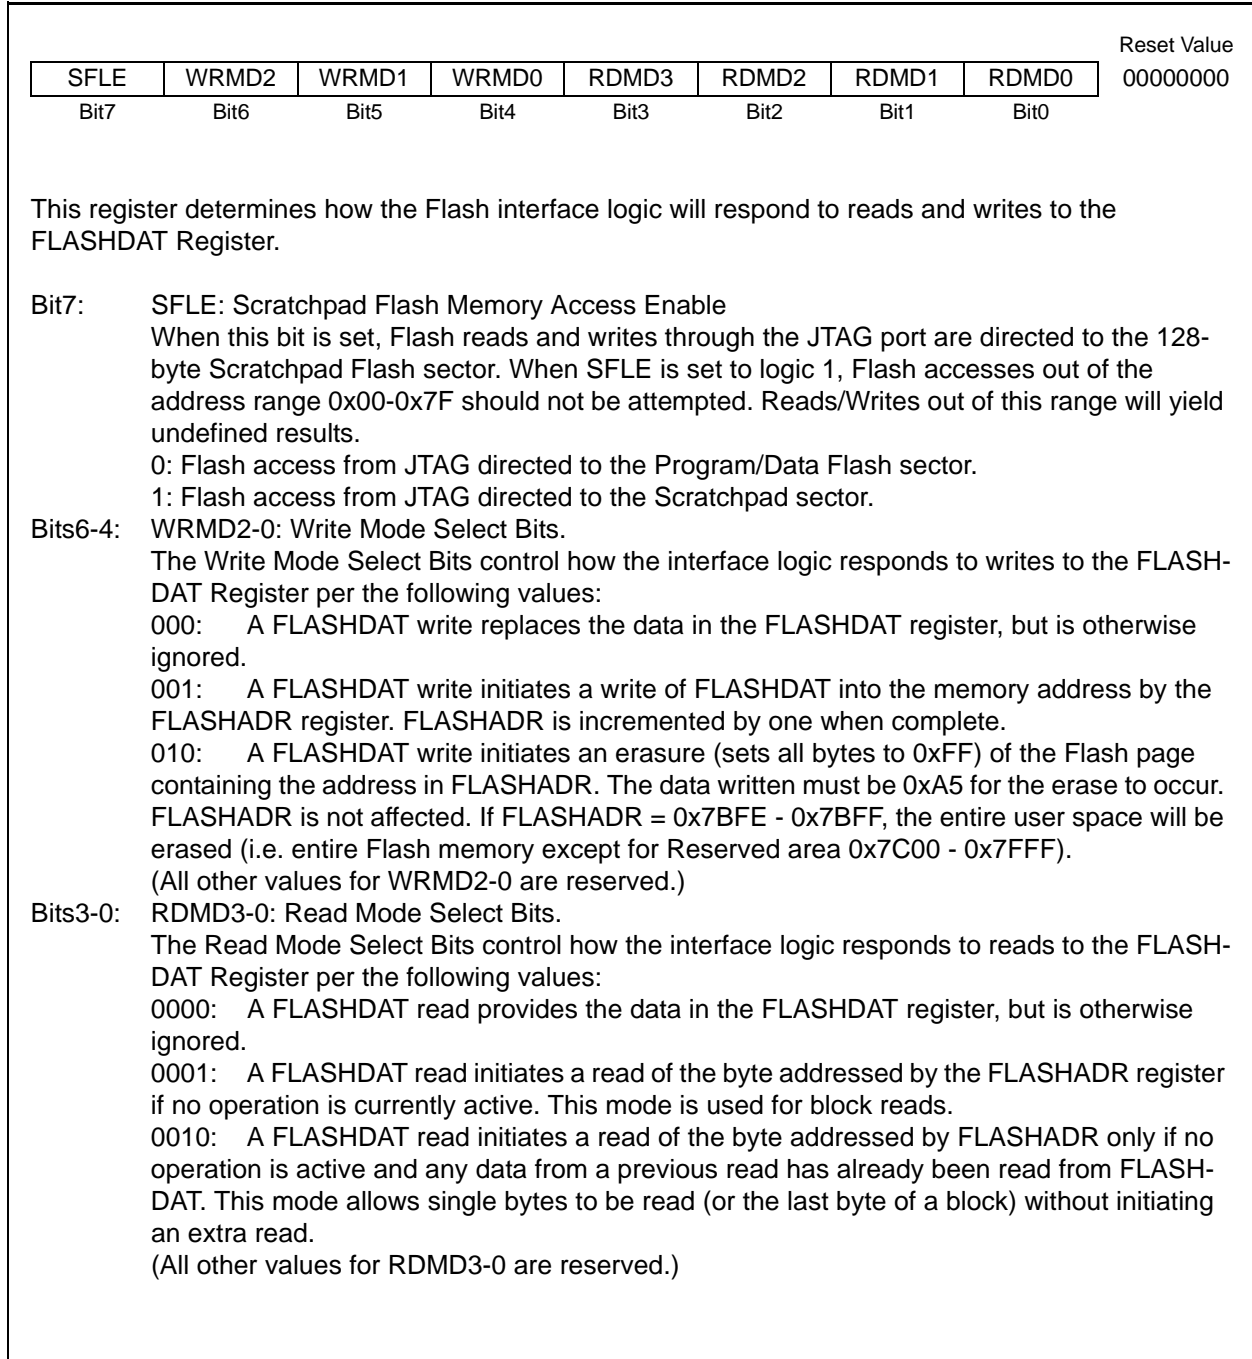 Reset Value
SFLE WRMD2 WRMD1 WRMD0 RDMD3 RDMD2 RDMD1 RDMD0 00000000
Bit7 Bit6 Bit5 Bit4 Bit3 Bit2 Bit1 Bit0
This register determines how the Flash interface logic will respond to reads and writes to the
FLASHDAT Register.
Bit7: SFLE: Scratchpad Flash Memory Access Enable
When this bit is set, Flash reads and writes through the JTAG port are directed to the 128-
byte Scratchpad Flash sector. When SFLE is set to logic 1, Flash accesses out of the
address range 0x00-0x7F should not be attempted. Reads/Writes out of this range will yield
undefined results.
0: Flash access from JTAG directed to the Program/Data Flash sector.
1: Flash access from JTAG directed to the Scratchpad sector.
Bits6-4: WRMD2-0: Write Mode Select Bits.
The Write Mode Select Bits control how the interface logic responds to writes to the FLASH-
DAT Register per the following values:
000: A FLASHDAT write replaces the data in the FLASHDAT register, but is otherwise
ignored.
001: A FLASHDAT write initiates a write of FLASHDAT into the memory address by the
FLASHADR register. FLASHADR is incremented by one when complete.
010: A FLASHDAT write initiates an erasure (sets all bytes to 0xFF) of the Flash page
containing the address in FLASHADR. The data written must be 0xA5 for the erase to occur.
FLASHADR is not affected. If FLASHADR = 0x7BFE - 0x7BFF, the entire user space will be
erased (i.e. entire Flash memory except for Reserved area 0x7C00 - 0x7FFF).
(All other values for WRMD2-0 are reserved.)
Bits3-0: RDMD3-0: Read Mode Select Bits.
The Read Mode Select Bits control how the interface logic responds to reads to the FLASH-
DAT Register per the following values:
0000: A FLASHDAT read provides the data in the FLASHDAT register, but is otherwise
ignored.
0001: A FLASHDAT read initiates a read of the byte addressed by the FLASHADR register
if no operation is currently active. This mode is used for block reads.
0010: A FLASHDAT read initiates a read of the byte addressed by FLASHADR only if no
operation is active and any data from a previous read has already been read from FLASH-
DAT. This mode allows single bytes to be read (or the last byte of a block) without initiating
an extra read.
(All other values for RDMD3-0 are reserved.)